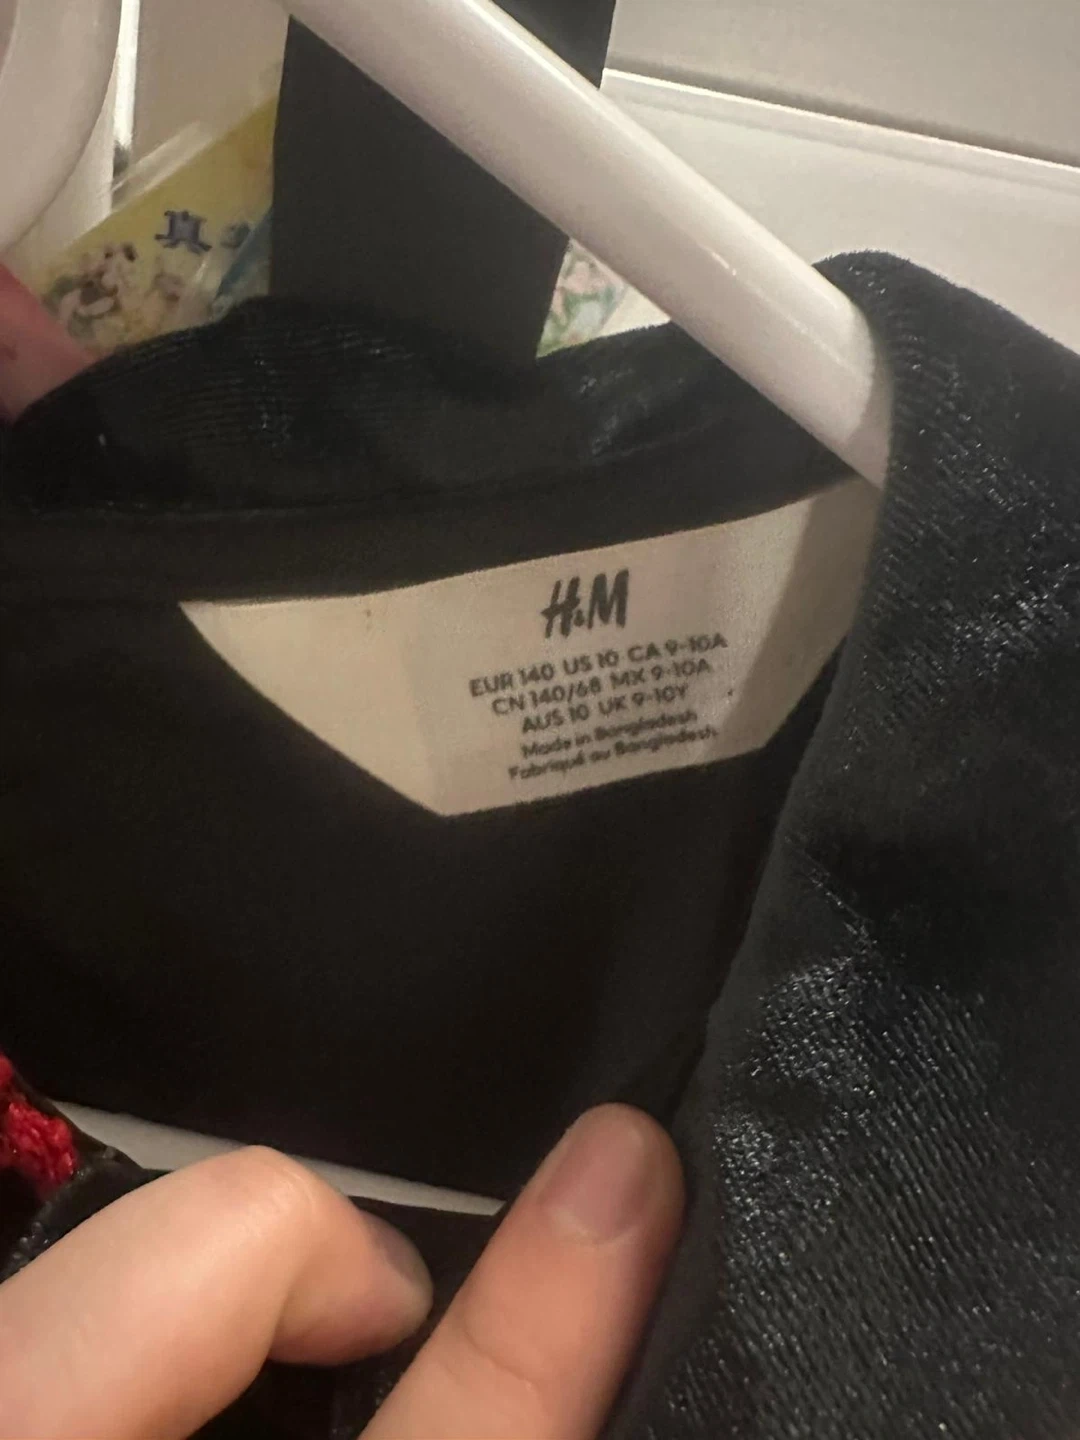 真
H&M
EUR 140 US 10 CA 9-10A
CN 140/68 MX 9-10A
AUS 10 UK 9-10Y
Made in Bangladesh
Fabriqué au Bangladesh